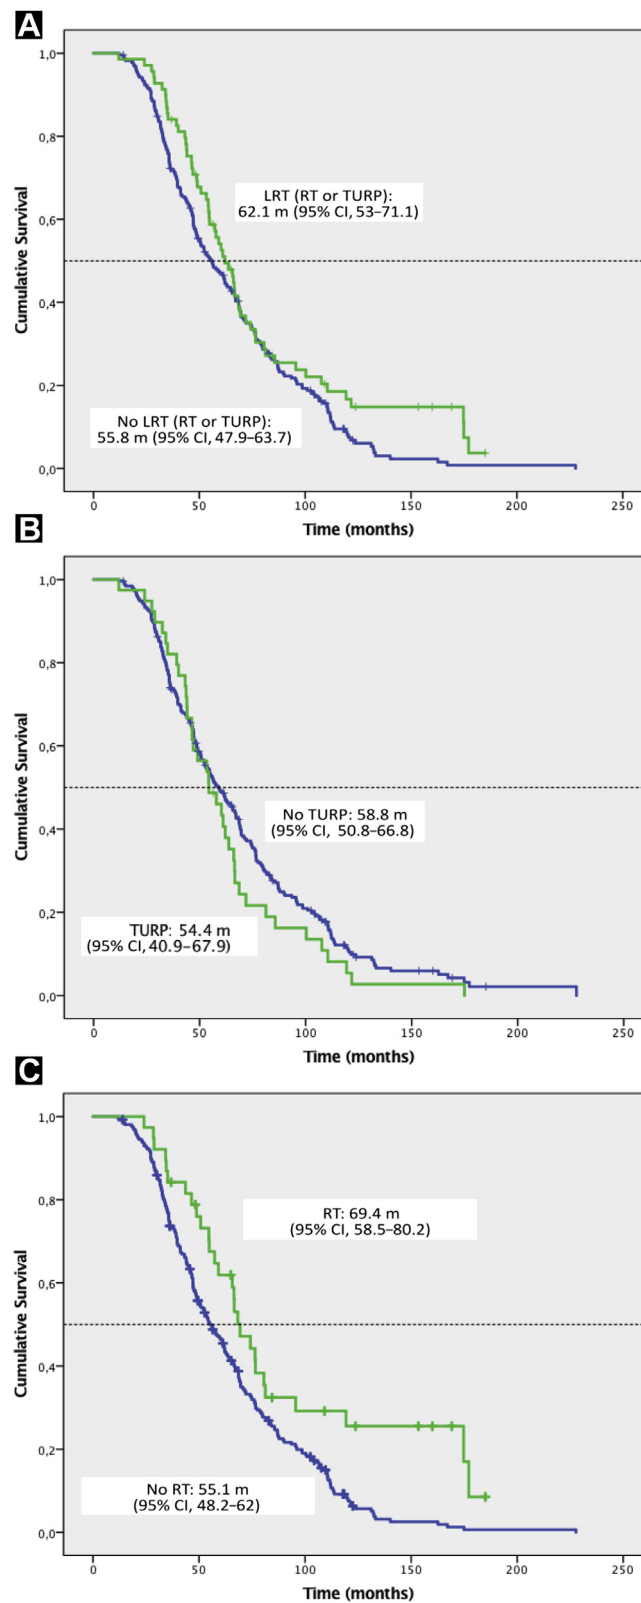 A
Cumulative Survival
1,0
0,8
0,6
0,4
0,2
0,0
LRT (RT or TURP):
62.1 m (95% CI, 53–71.1)
No LRT (RT or TURP):
55.8 m (95% CI, 47.9–63.7)
0 50 100 150 200 250
Time (months)
B
Cumulative Survival
1,0
0,8
0,6
0,4
0,2
0,0
No TURP: 58.8 m
(95% CI, 50.8–66.8)
TURP: 54.4 m
(95% CI, 40.9–67.9)
0 50 100 150 200 250
Time (months)
C
Cumulative Survival
1,0
0,8
0,6
0,4
0,2
0,0
RT: 69.4 m
(95% CI, 58.5–80.2)
No RT: 55.1 m
(95% CI, 48.2–62)
0 50 100 150 200 250
Time (months)